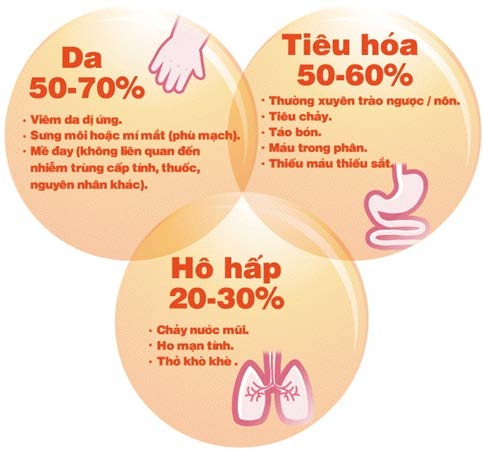 Da
50-70%
• Viêm da dị ứng.
• Sưng môi hoặc mí mắt (phù mạch).
• Mề đay (không liên quan đến
nhiễm trùng cấp tính, thuốc,
nguyên nhân khác).
Tiêu hóa
50-60%
• Thường xuyên trào ngược / nôn.
• Tiêu chảy.
• Táo bón.
• Máu trong phân.
• Thiếu máu thiếu sắt.
Hô hấp
20-30%
• Chảy nước mũi.
• Ho mạn tính.
• Thỏ khò khè .